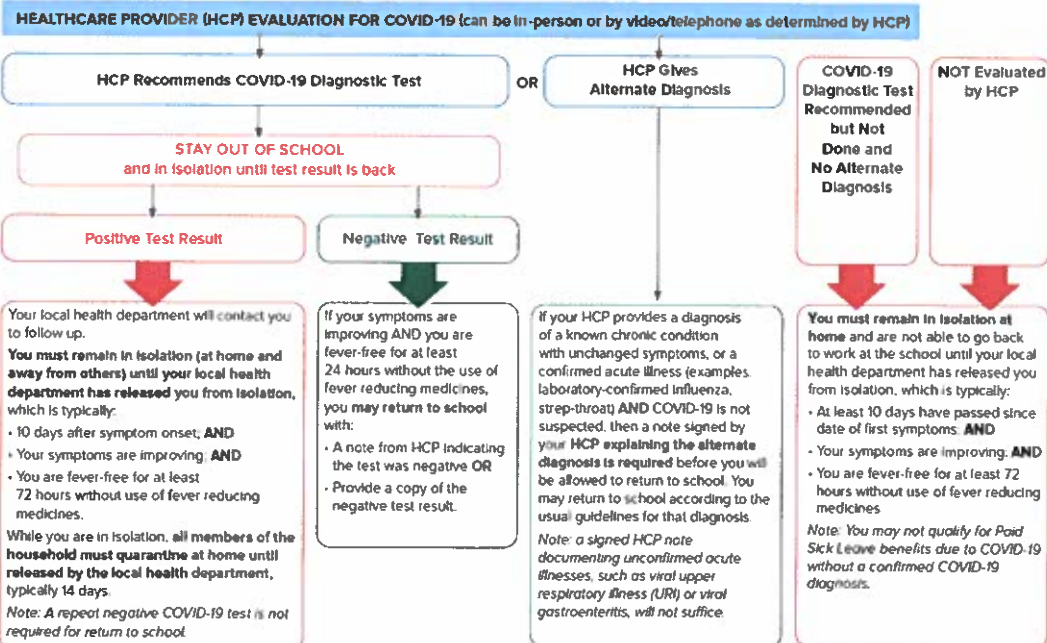 HEALTHCARE PROVIDER (HCP) EVALUATION FOR COVID-19 (can be in-person or by video/telephone as determined by HCP)
HCP Recommends COVID-19 Diagnostic Test
OR
HCP Gives
Alternate Diagnosis
COVID-19
Diagnostic Test
Recommended
but Not
Done and
No Alternate
Diagnosis
NOT Evaluated
by HCP
STAY OUT OF SCHOOL
and in isolation until test result is back
Positive Test Result
Negative Test Result
Your local health department will contact you
to follow up.
You must remain in isolation (at home and
away from others) until your local health
department has released you from isolation,
which is typically:
• 10 days after symptom onset; AND
• Your symptoms are improving; AND
• You are fever-free for at least
72 hours without use of fever reducing
medicines.
While you are in isolation, all members of the
household must quarantine at home until
released by the local health department,
typically 14 days.
Note: A repeat negative COVID-19 test is not
required for return to school.
If your symptoms are
improving AND you are
fever-free for at least
24 hours without the use of
fever reducing medicines,
you may return to school
with:
• A note from HCP indicating
the test was negative OR
• Provide a copy of the
negative test result.
If your HCP provides a diagnosis
of a known chronic condition
with unchanged symptoms, or a
confirmed acute illness (examples.
laboratory-confirmed influenza,
strep-throat) AND COVID-19 is not
suspected, then a note signed by
your HCP explaining the alternate
diagnosis is required before you will
be allowed to return to school. You
may return to school according to the
usual guidelines for that diagnosis.
Note: a signed HCP note
documenting unconfirmed acute
illnesses, such as viral upper
respiratory illness (URI) or viral
gastroenteritis, will not suffice.
You must remain in isolation at
home and are not able to go back
to work at the school until your local
health department has released you
from isolation, which is typically:
• At least 10 days have passed since
date of first symptoms: AND
• Your symptoms are improving. AND
• You are fever-free for at least 72
hours without use of fever reducing
medicines
Note: You may not qualify for Paid
Sick Leave benefits due to COVID-19
without a confirmed COVID-19
diagnosis.